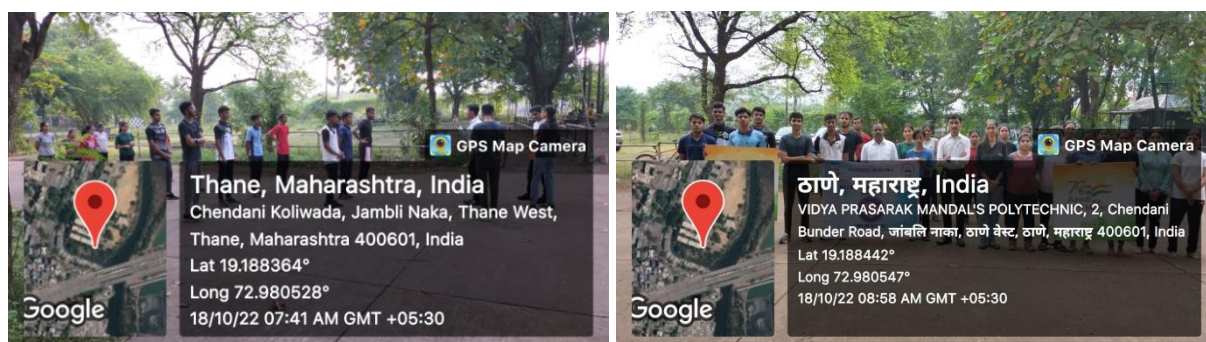 GPS Map Camera
Thane, Maharashtra, India
Chendani Koliwada, Jambli Naka, Thane West,
Thane, Maharashtra 400601, India
Lat 19.188364°
Long 72.980528°
18/10/22 07:41 AM GMT +05:30
Google
GPS Map Camera
ठाणे, महाराष्ट्र, India
VIDYA PRASARAK MANDAL'S POLYTECHNIC, 2, Chendani
Bunder Road, जांबलि नाका, ठाणे वेस्ट, ठाणे, महाराष्ट्र 400601, India
Lat 19.188442°
Long 72.980547°
18/10/22 08:58 AM GMT +05:30
Google